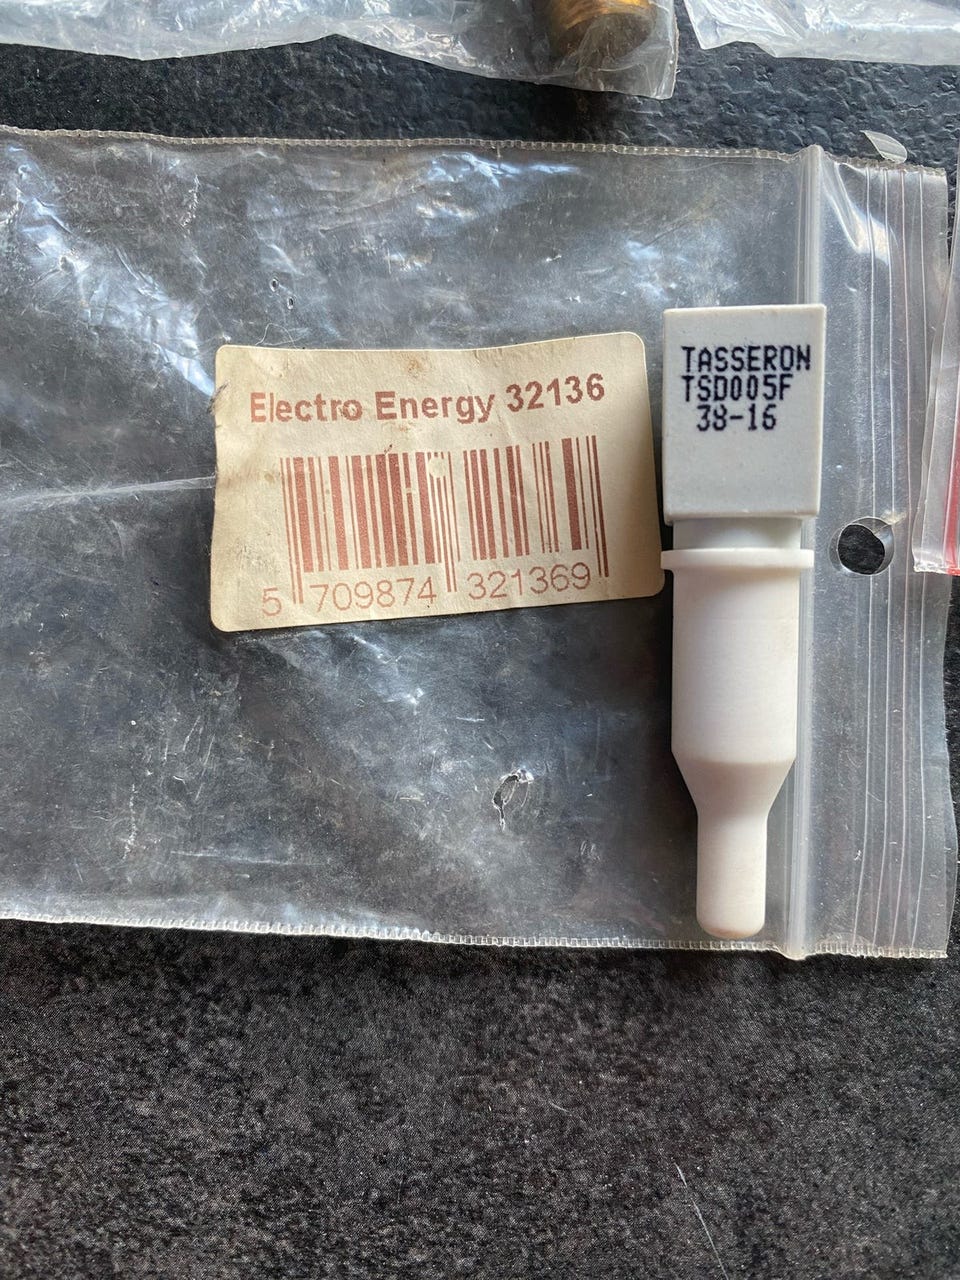 Electro Energy 32136
5 709874 321369
TASSERON
TSD005F
38-16